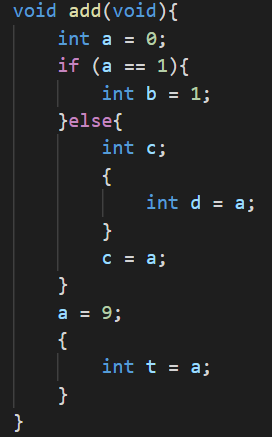 void add(void){
    int a = 0;
    if (a == 1){
        int b = 1;
    }else{
        int c;
        {
            int d = a;
        }
        c = a;
    }
    a = 9;
    {
        int t = a;
    }
}